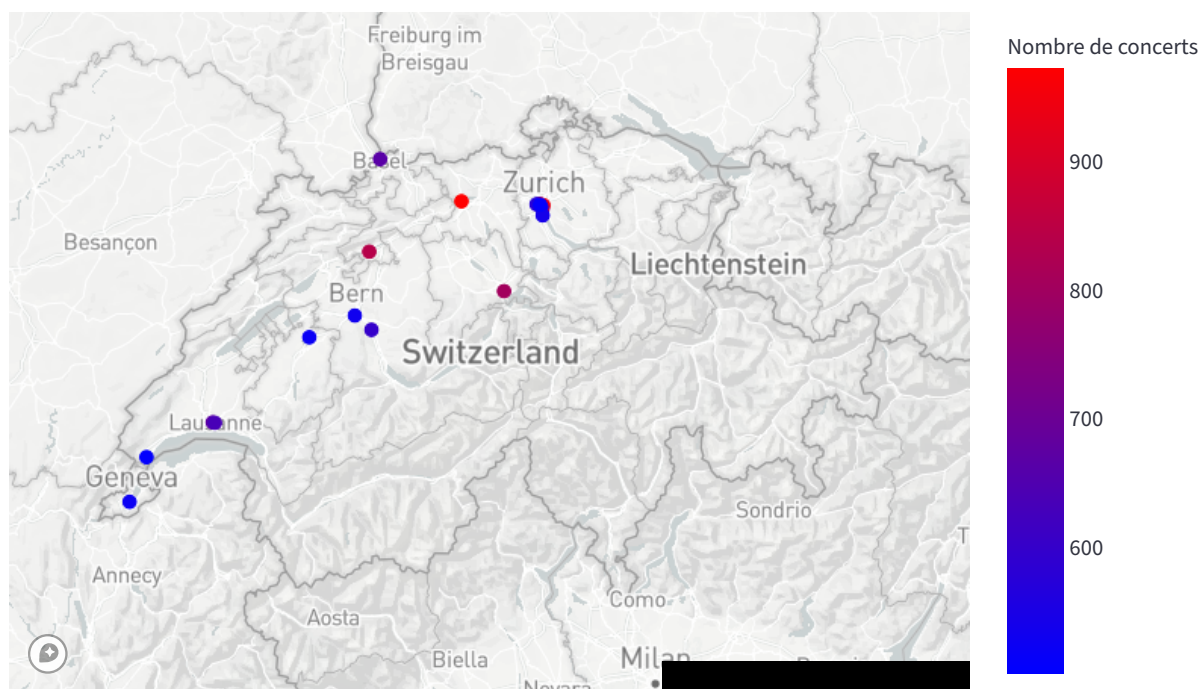 Nombre de concerts
Freiburg im
Breisgau
Basel
Zurich
900
Besançon
Liechtenstein
800
Bern
Switzerland
700
Lausanne
Geneva
Sondrio
600
Annecy
Como
Aosta
Biella
Milan